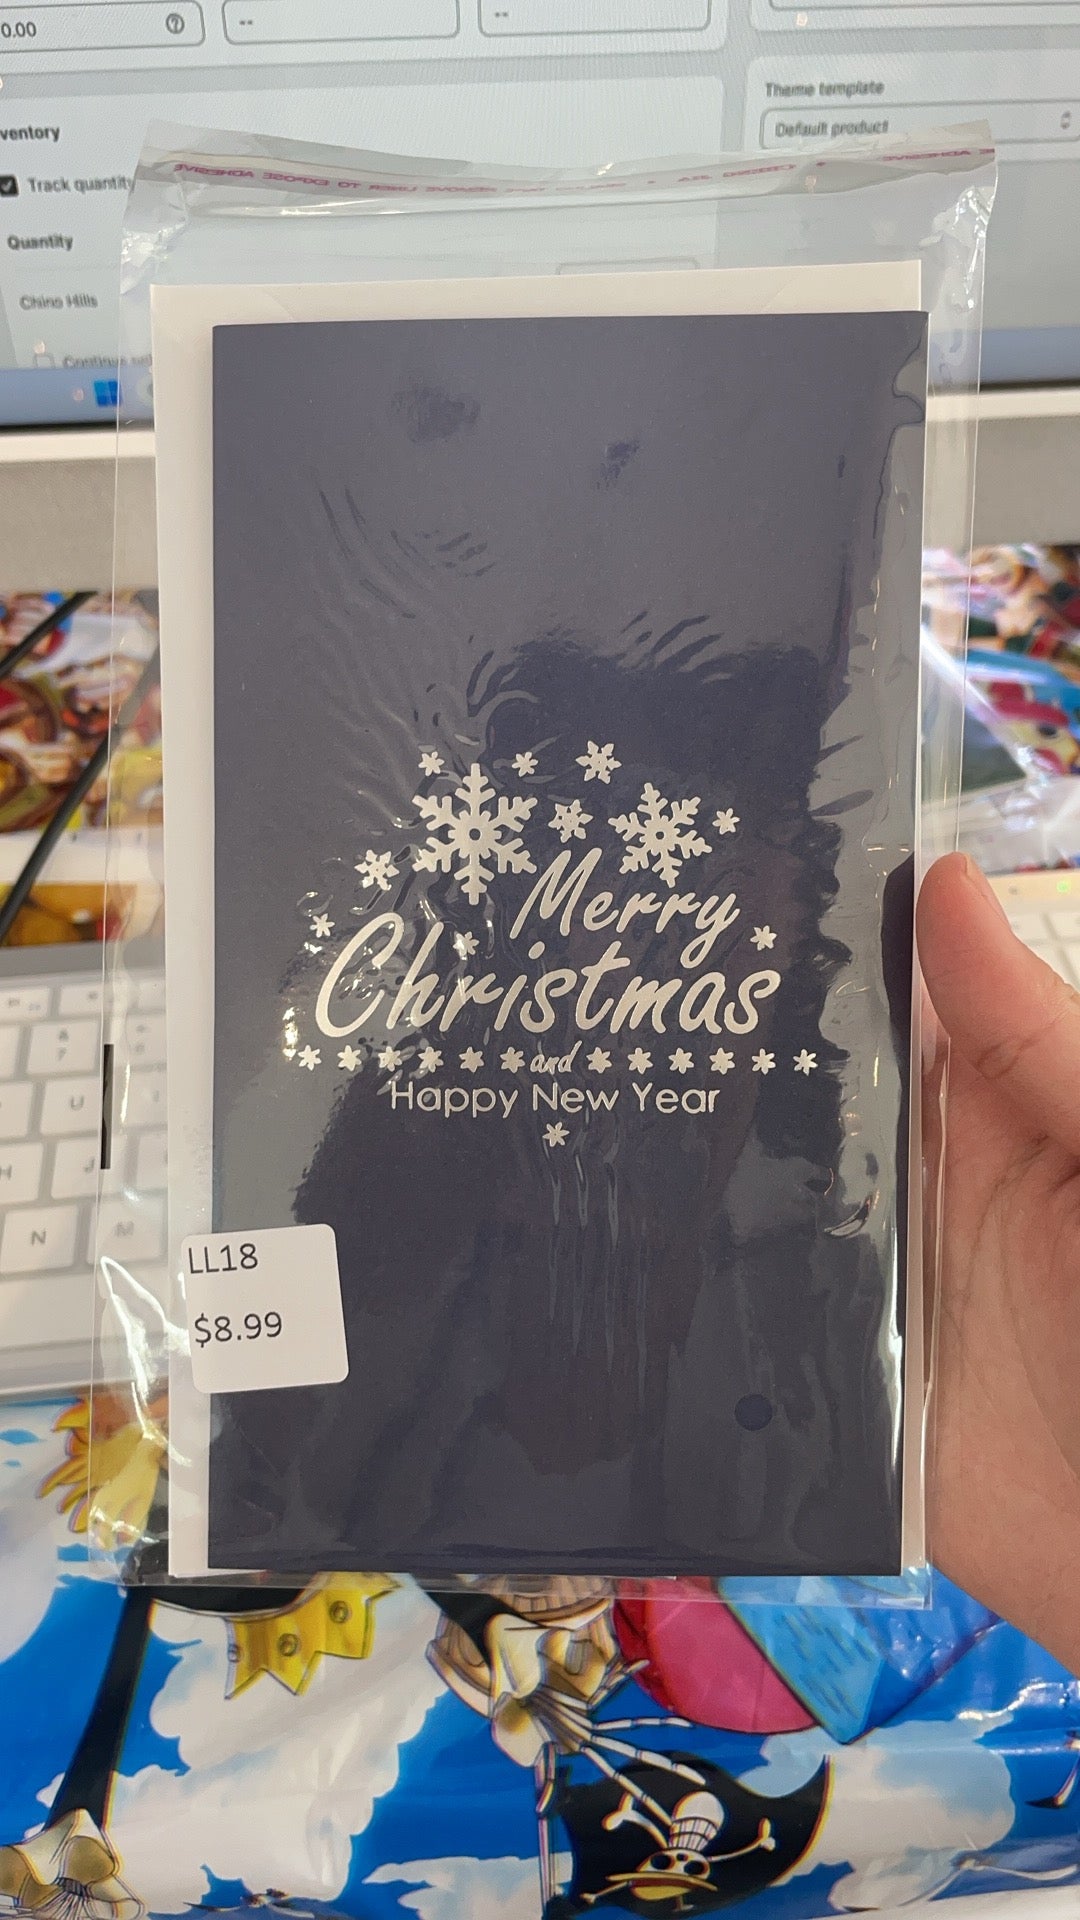 0.00
--
--
Theme template
Default product
ventory
Track quantity
Quantity
Chino Hills
Merry
Christmas
and
Happy New Year
LL18
$8.99
U
H
J
N
M